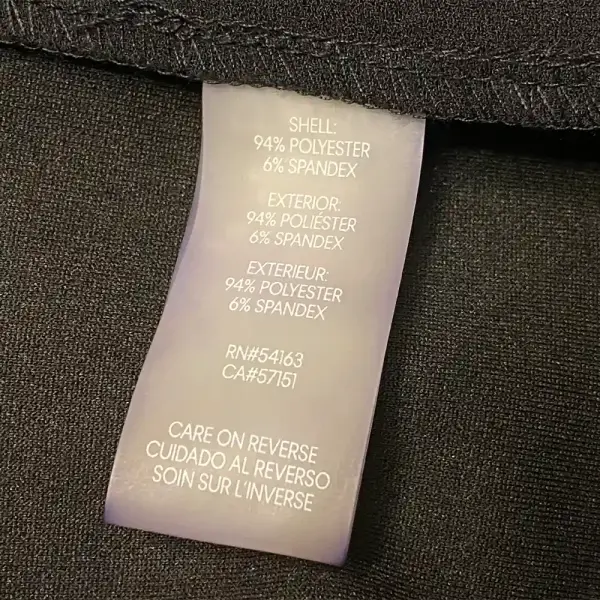 SHELL:
94% POLYESTER
6% SPANDEX
EXTERIOR:
94% POLIÉSTER
6% SPANDEX
EXTERIEUR:
94% POLYESTER
6% SPANDEX
RN#54163
CA#57151
CARE ON REVERSE
CUIDADO AL REVERSO
SOIN SUR L'INVERSE